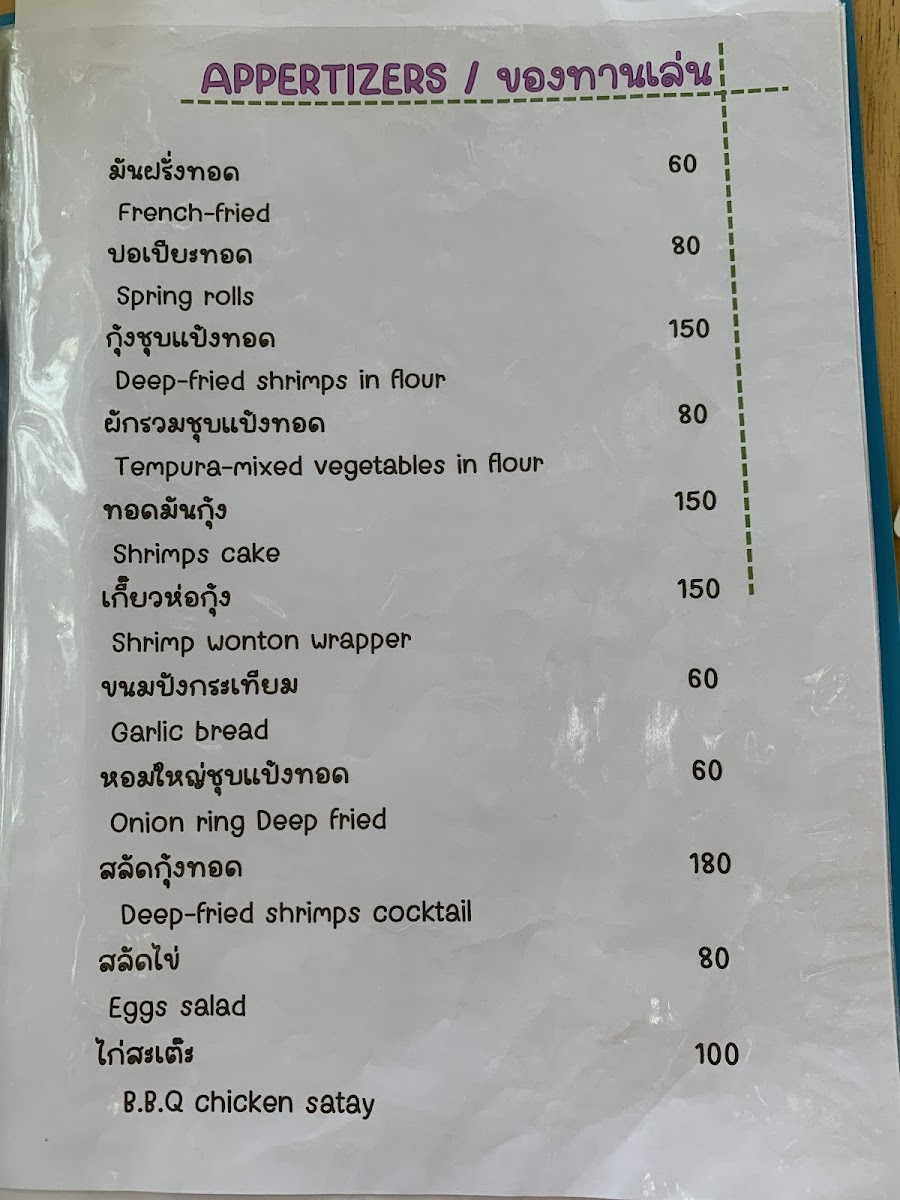 APPERTIZERS / ของทานเล่น
มันฝรั่งทอด 60
French-fried
ปอเปียะทอด 80
Spring rolls
กุ้งชุบแป้งทอด 150
Deep-fried shrimps in flour
ผักรวมชุบแป้งทอด 80
Tempura-mixed vegetables in flour
ทอดมันกุ้ง 150
Shrimps cake
เกี๊ยวห่อกุ้ง 150
Shrimp wonton wrapper
ขนมปังกระเทียม 60
Garlic bread
หอมใหญ่ชุบแป้งทอด 60
Onion ring Deep fried
สลัดกุ้งทอด 180
Deep-fried shrimps cocktail
สลัดไข่ 80
Eggs salad
ไก่สะเต๊ะ 100
B.B.Q chicken satay